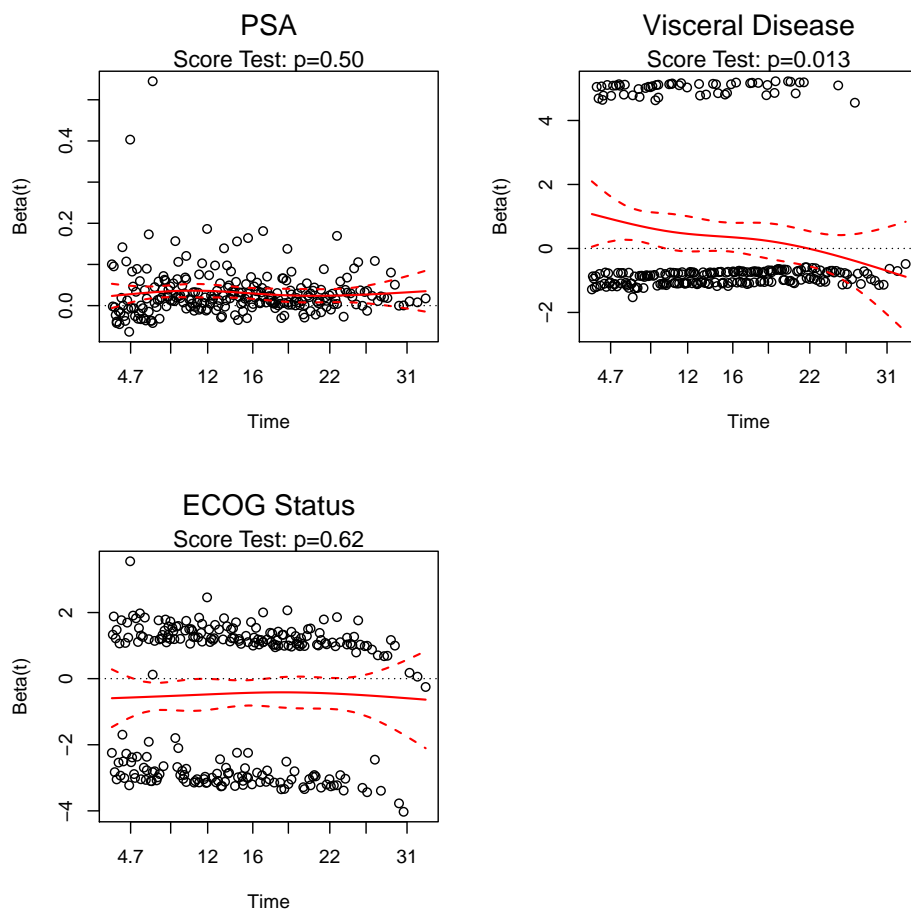 PSA
Score Test: p=0.50
Beta(t)
0.0
0.2
0.4
4.7
12
16
22
31
Time
Visceral Disease
Score Test: p=0.013
Beta(t)
−2
0
2
4
4.7
12
16
22
31
Time
ECOG Status
Score Test: p=0.62
Beta(t)
−4
−2
0
2
4.7
12
16
22
31
Time